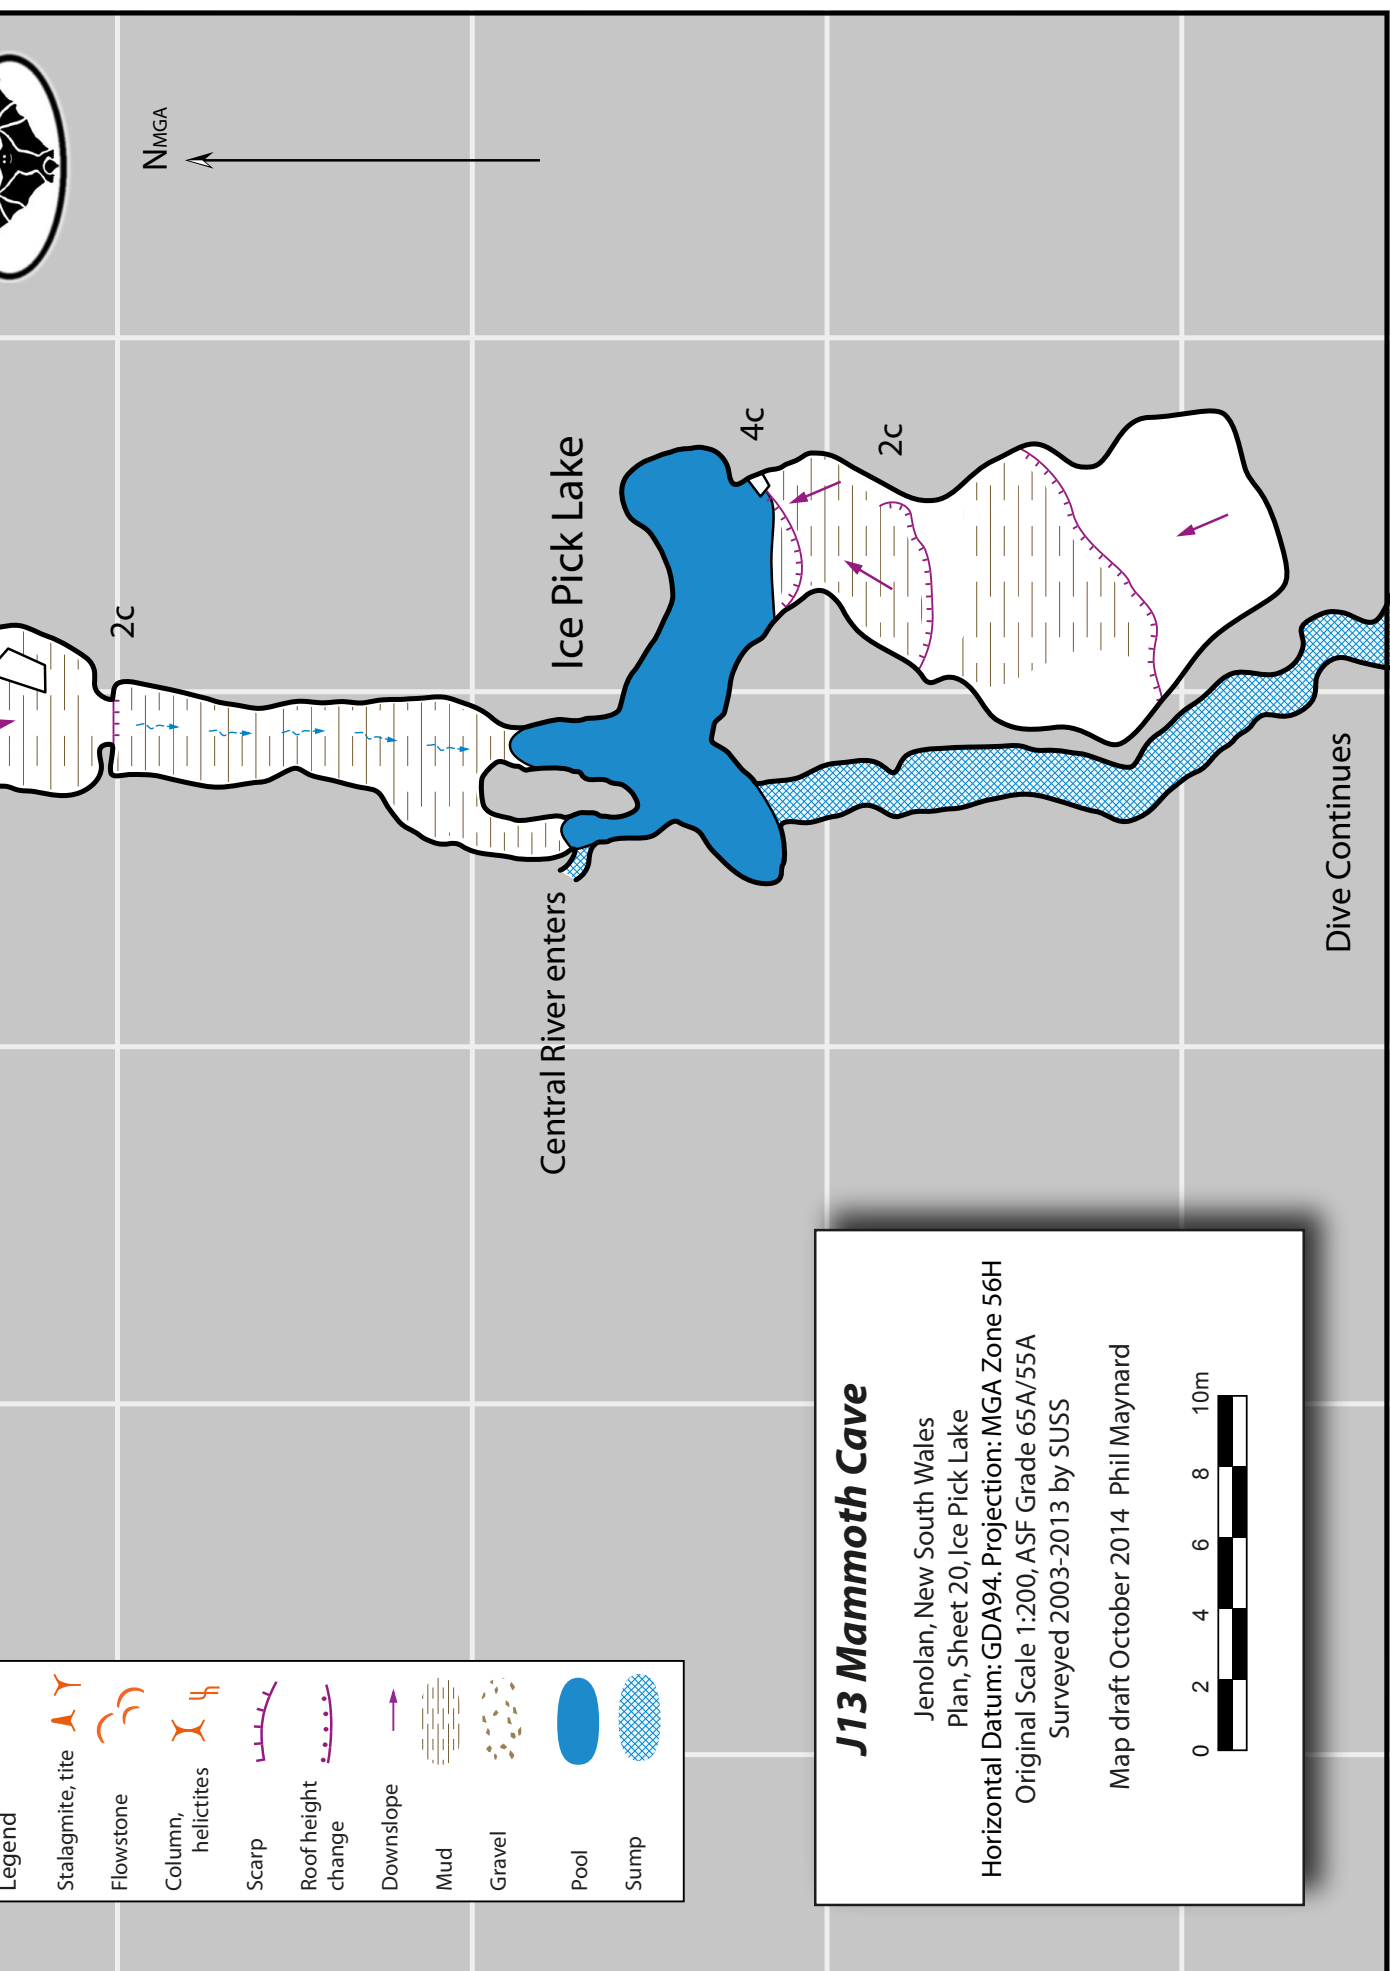 NMGA
2c
Ice Pick Lake
4c
2c
Central River enters
Dive Continues
Legend
Stalagmite, tite
Flowstone
Column,
helictites
Scarp
Roof height
change
Downslope
Mud
Gravel
Pool
Sump
J13 Mammoth Cave
Jenolan, New South Wales
Plan, Sheet 20, Ice Pick Lake
Horizontal Datum: GDA94. Projection: MGA Zone 56H
Original Scale 1:200, ASF Grade 65A/55A
Surveyed 2003-2013 by SUSS
Map draft October 2014 Phil Maynard
0 2 4 6 8 10m